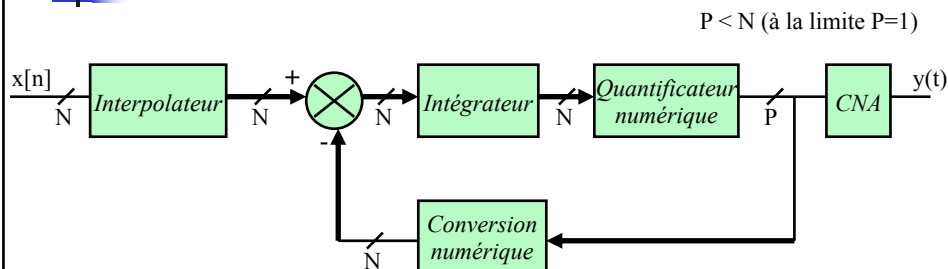 P < N (à la limite P=1)
x[n]
N
Interpolateur
N
+
-
N
Intégrateur
N
Quantificateur
numérique
P
CNA
y(t)
Conversion
numérique
N